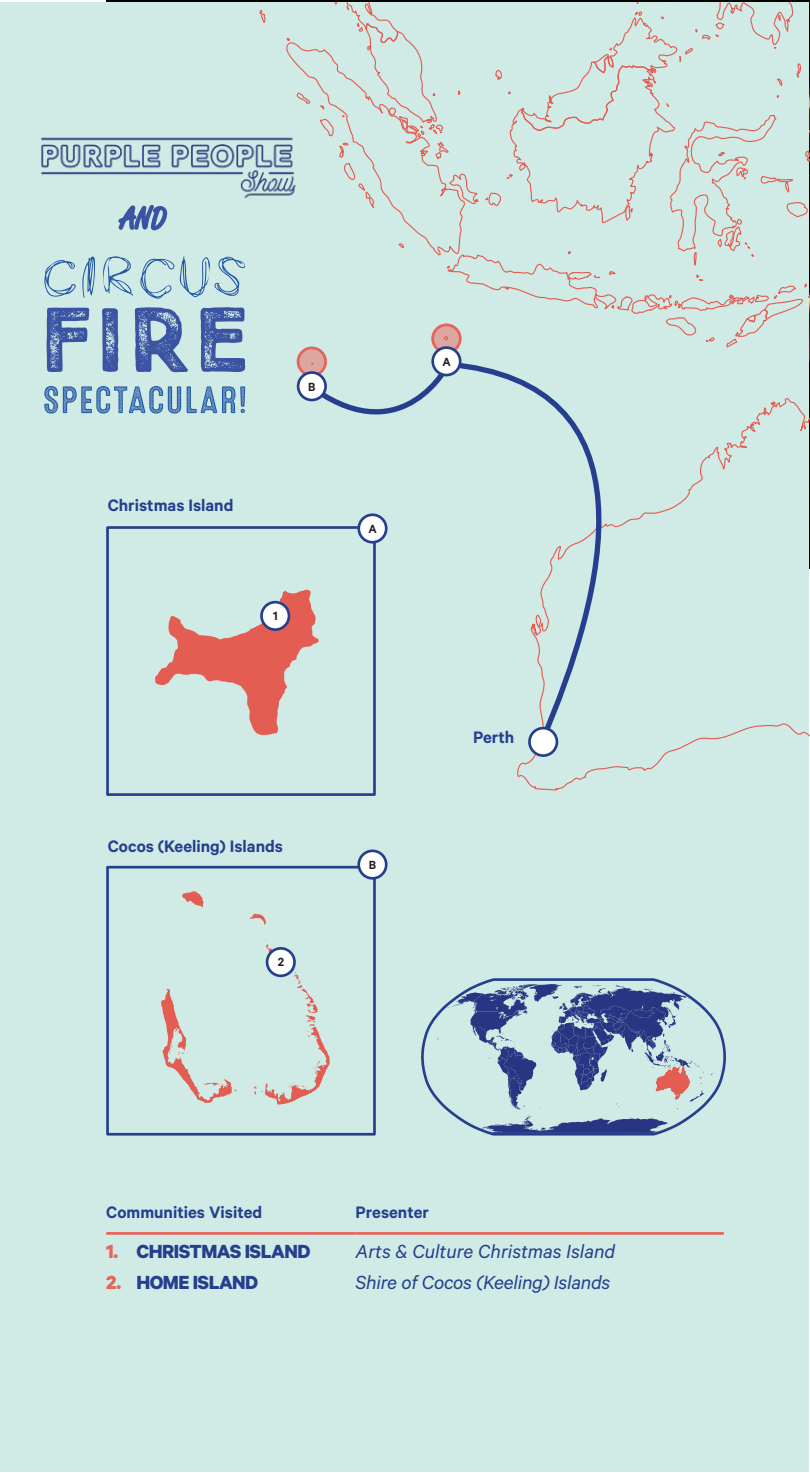 PURPLE PEOPLE
Show
AND
CIRCUS
FIRE
SPECTACULAR!
A
B
Christmas Island
A
1
Perth
Cocos (Keeling) Islands
B
2
Communities Visited Presenter
1. CHRISTMAS ISLAND Arts & Culture Christmas Island
2. HOME ISLAND Shire of Cocos (Keeling) Islands